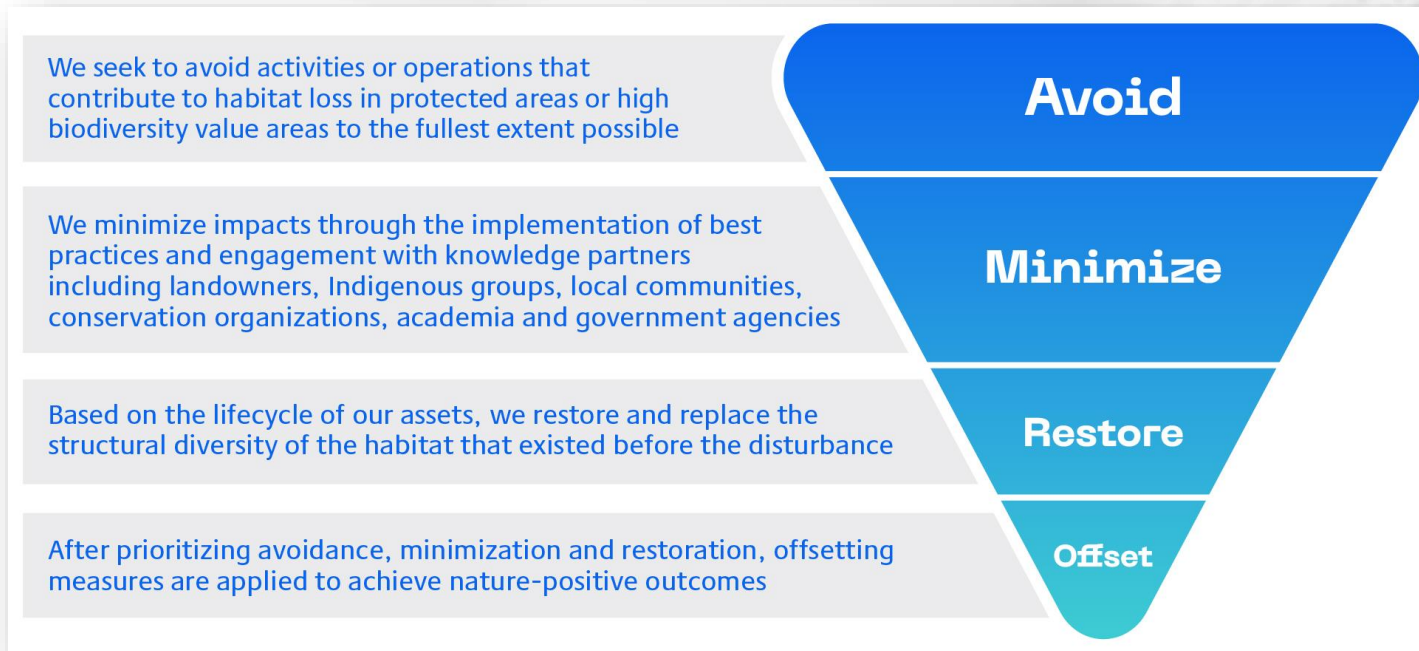 We seek to avoid activities or operations that
contribute to habitat loss in protected areas or high
biodiversity value areas to the fullest extent possible
Avoid
We minimize impacts through the implementation of best
practices and engagement with knowledge partners
including landowners, Indigenous groups, local communities,
conservation organizations, academia and government agencies
Minimize
Based on the lifecycle of our assets, we restore and replace the
structural diversity of the habitat that existed before the disturbance
Restore
After prioritizing avoidance, minimization and restoration, offsetting
measures are applied to achieve nature-positive outcomes
Offset